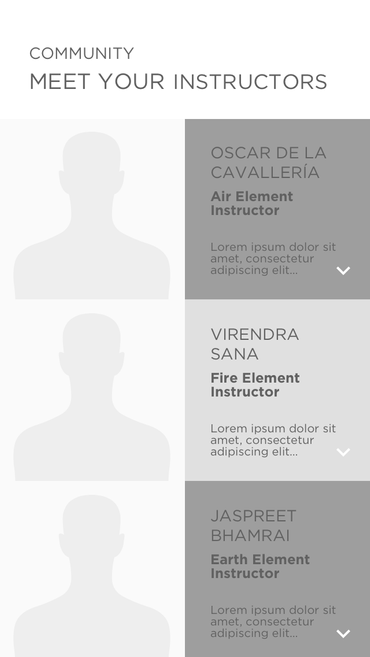 COMMUNITY
MEET YOUR INSTRUCTORS
OSCAR DE LA
CAVALLERÍA
Air Element
Instructor
Lorem ipsum dolor sit
amet, consectetur
adipiscing elit...
VIRENDRA
SANA
Fire Element
Instructor
Lorem ipsum dolor sit
amet, consectetur
adipiscing elit...
JASPREET
BHAMRAI
Earth Element
Instructor
Lorem ipsum dolor sit
amet, consectetur
adipiscing elit...